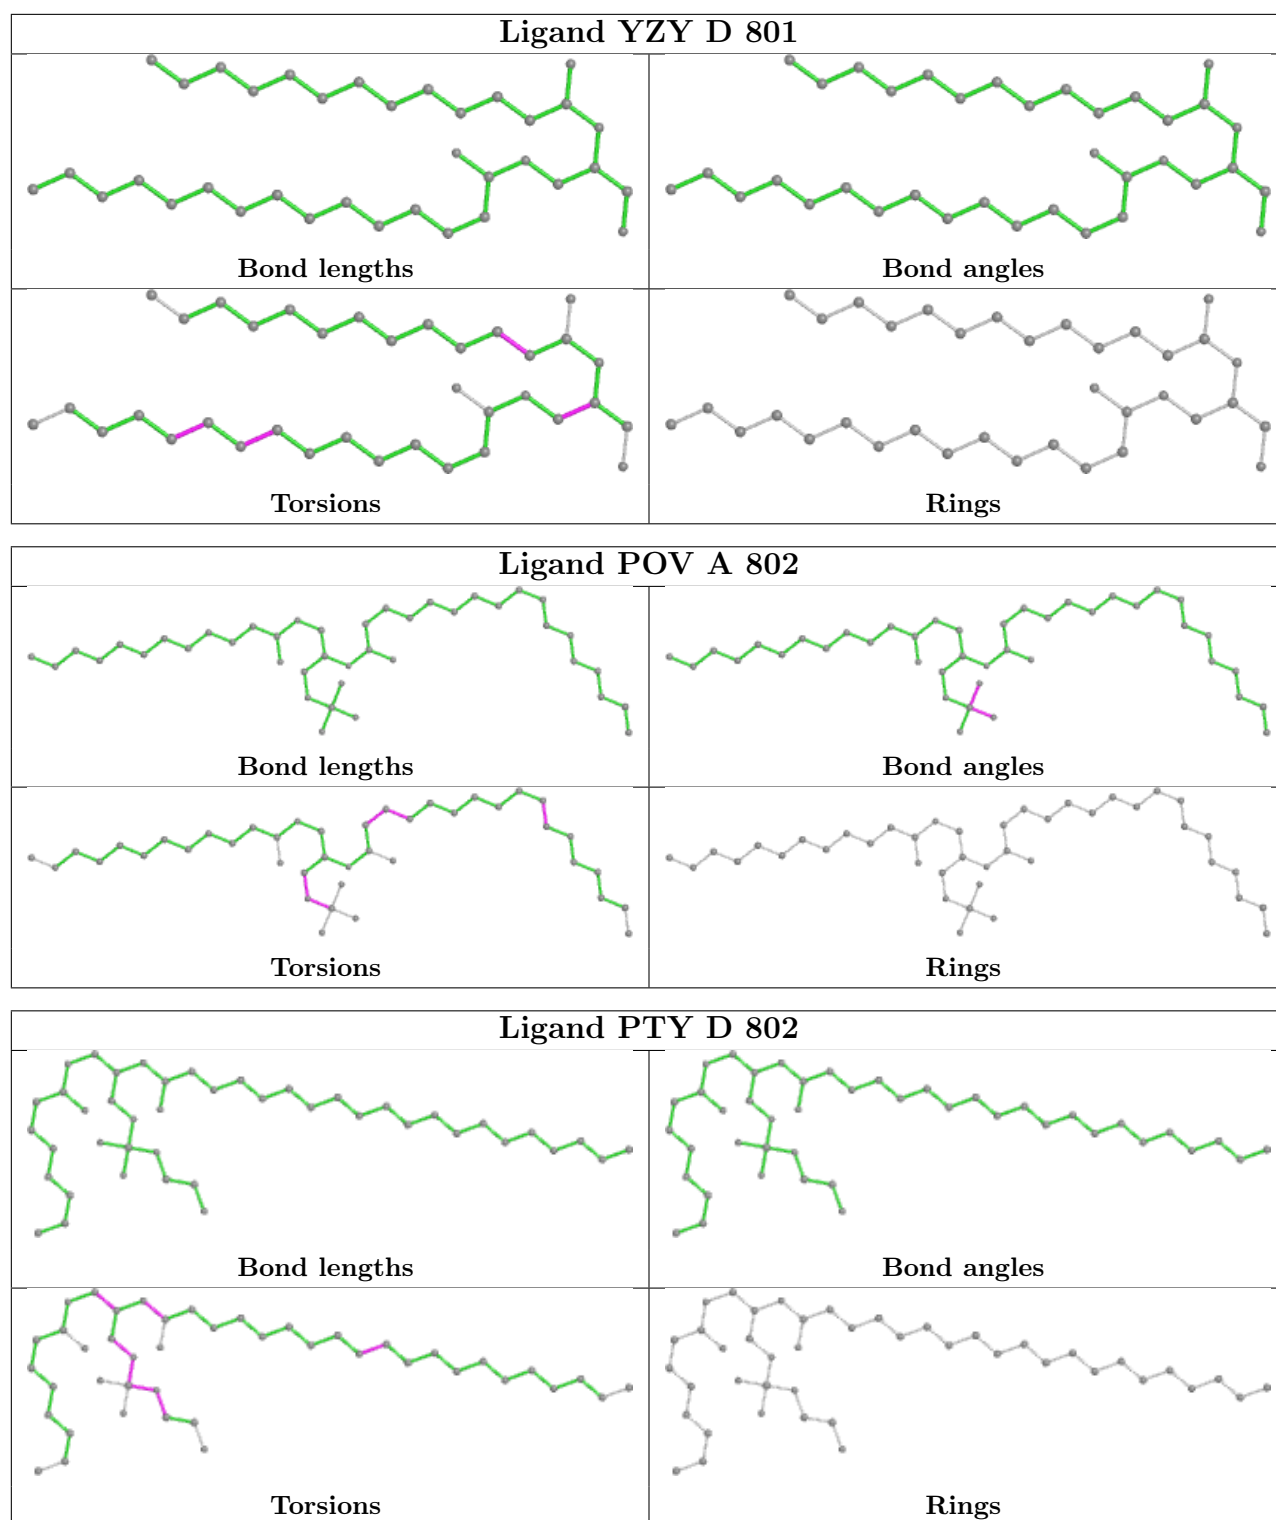 Ligand YZY D 801
Bond lengths
Bond angles
Torsions
Rings
Ligand POV A 802
Bond lengths
Bond angles
Torsions
Rings
Ligand PTY D 802
Bond lengths
Bond angles
Torsions
Rings